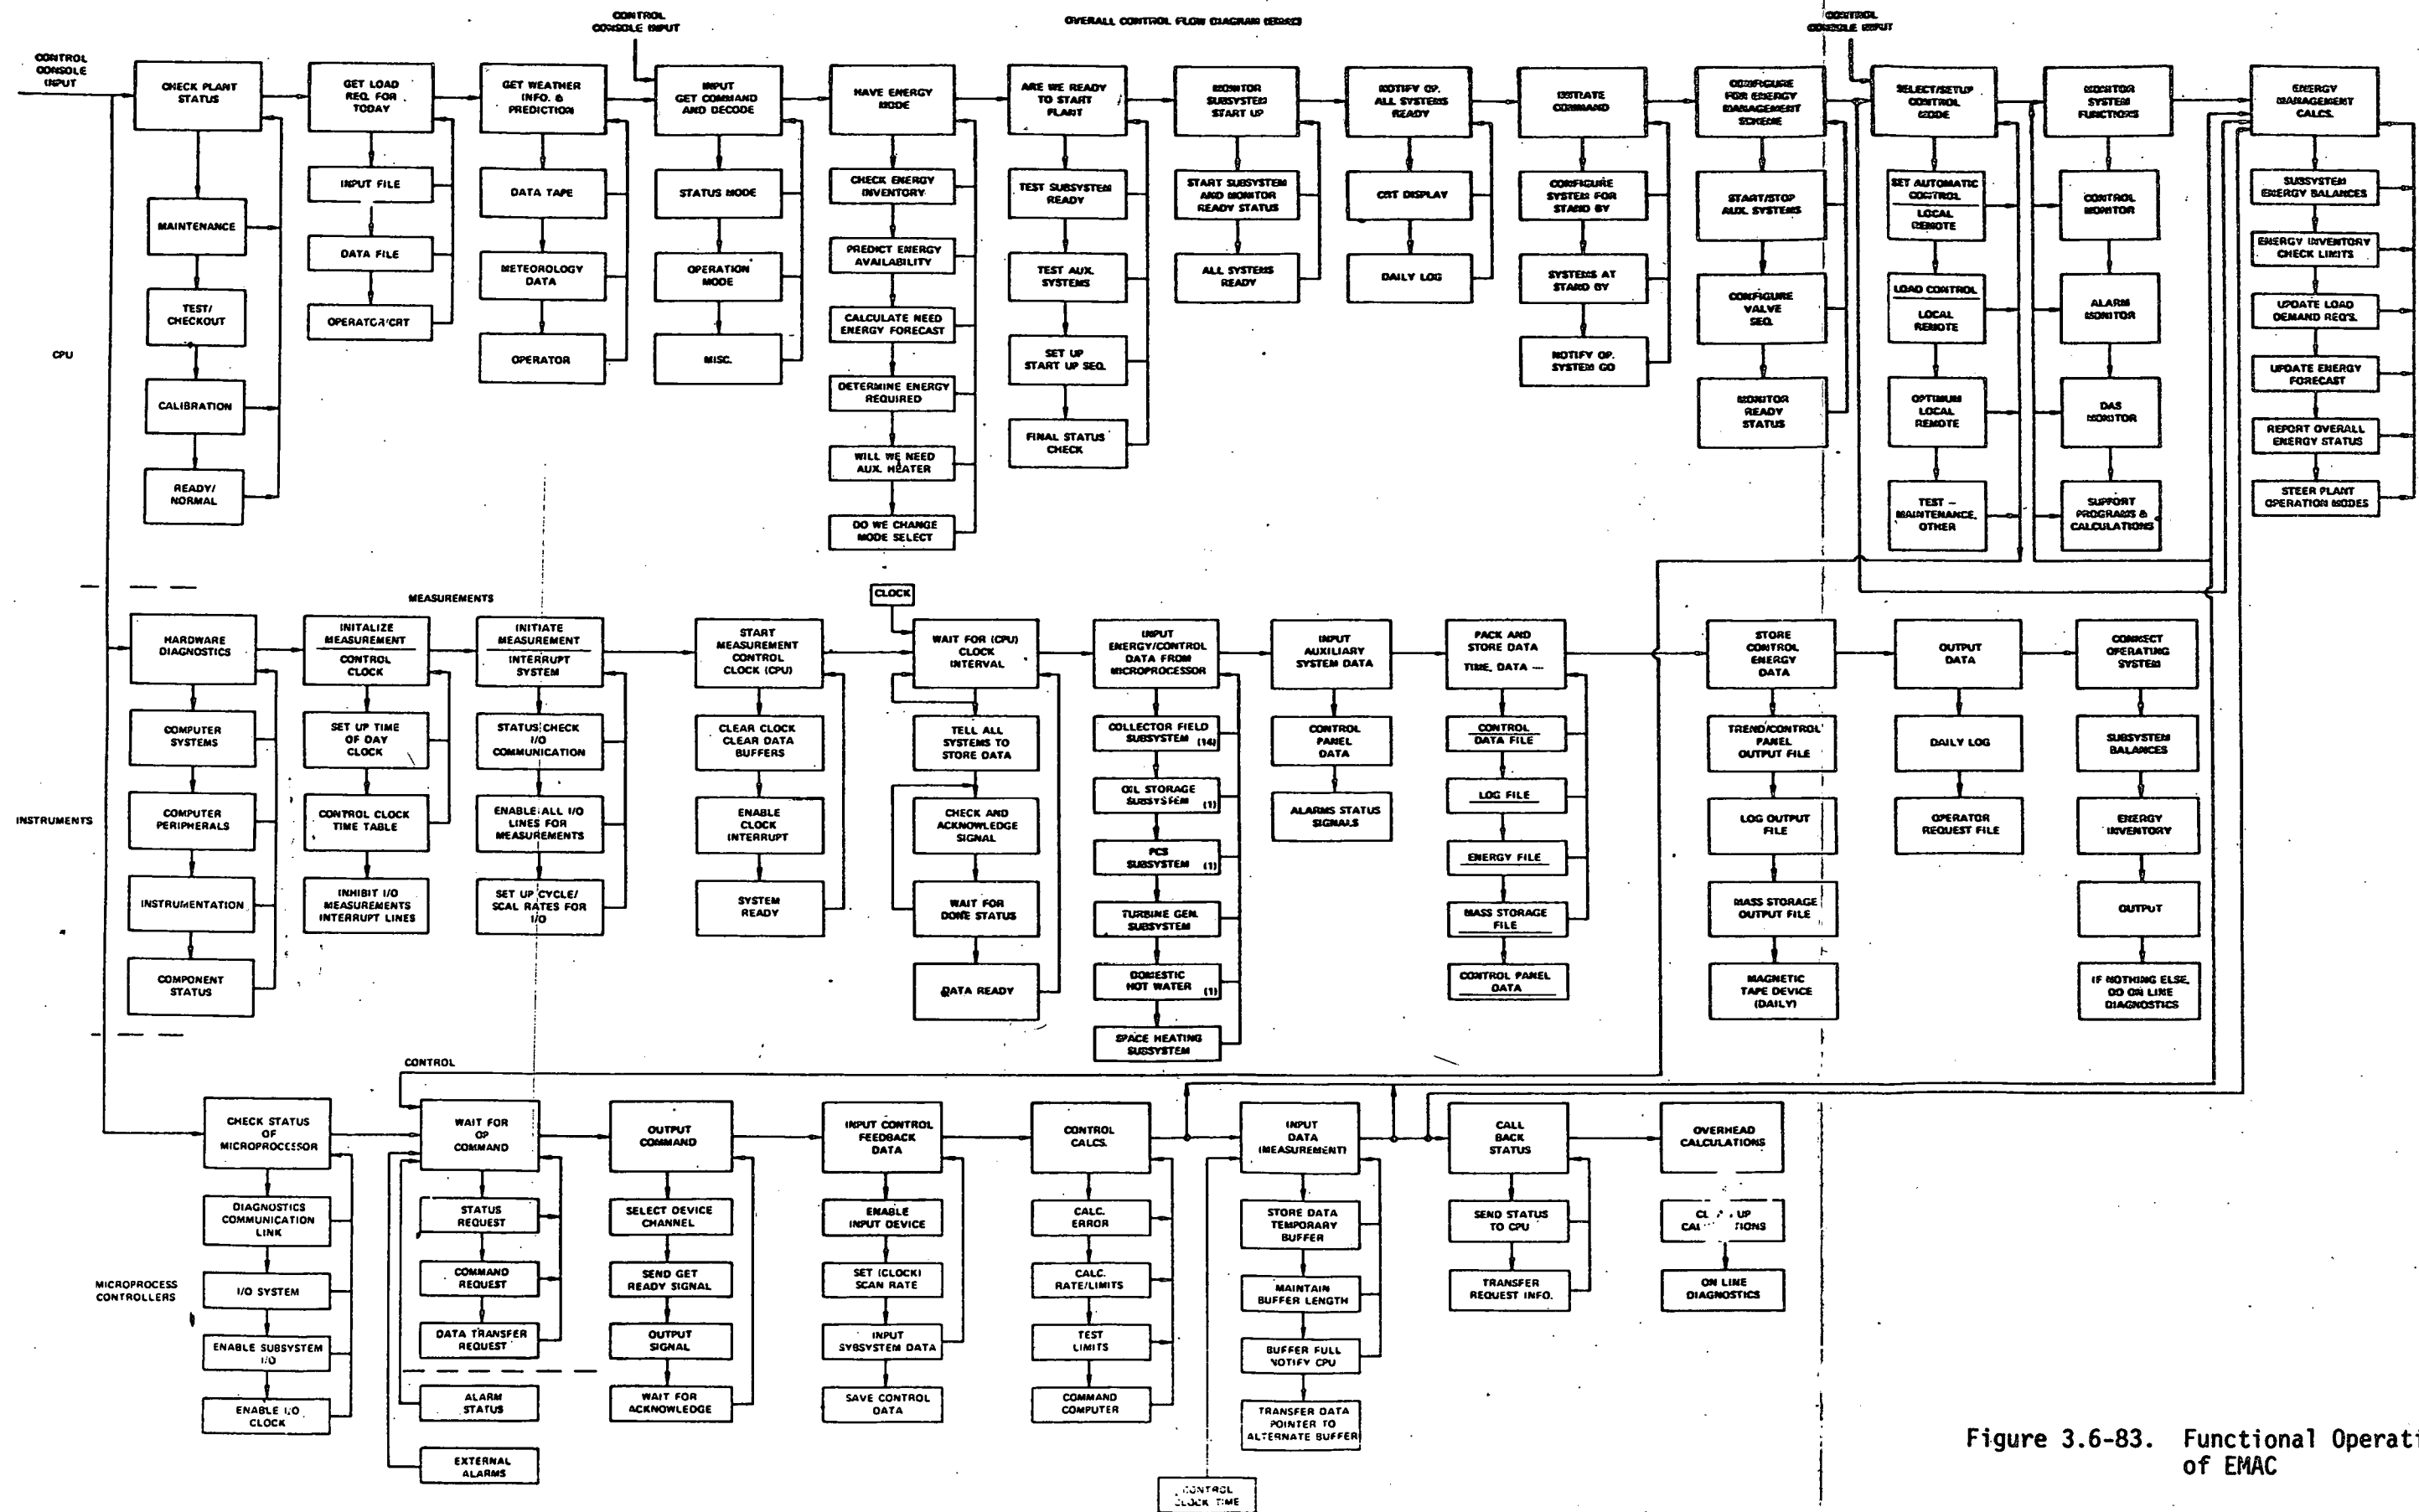 OVERALL CONTROL FLOW DIAGRAM (EMAC)
CONTROL
CONSOLE INPUT
CONTROL
CONSOLE INPUT
CONTROL
CONSOLE
INPUT
CPU
CHECK PLANT
STATUS
MAINTENANCE
TEST/
CHECKOUT
CALIBRATION
READY/
NORMAL
GET LOAD
REQ. FOR
TODAY
INPUT FILE
DATA FILE
OPERATOR/CRT
GET WEATHER
INFO. &
PREDICTION
DATA TAPE
METEOROLOGY
DATA
OPERATOR
INPUT
GET COMMAND
AND DECODE
STATUS MODE
OPERATION
MODE
MISC.
HAVE ENERGY
MODE
CHECK ENERGY
INVENTORY
PREDICT ENERGY
AVAILABILITY
CALCULATE NEED
ENERGY FORECAST
DETERMINE ENERGY
REQUIRED
WILL WE NEED
AUX. HEATER
DO WE CHANGE
MODE SELECT
ARE WE READY
TO START
PLANT
TEST SUBSYSTEM
READY
TEST AUX.
SYSTEMS
SET UP
START UP SEQ.
FINAL STATUS
CHECK
MONITOR
SUBSYSTEM
START UP
START SUBSYSTEM
AND MONITOR
READY STATUS
ALL SYSTEMS
READY
NOTIFY OP.
ALL SYSTEMS
READY
CRT DISPLAY
DAILY LOG
INITIATE
COMMAND
CONFIGURE
SYSTEM FOR
STAND BY
SYSTEMS AT
STAND BY
NOTIFY OP.
SYSTEM GO
CONFIGURE
FOR ENERGY
MANAGEMENT
SCHEME
START/STOP
AUX. SYSTEMS
CONFIGURE
VALVE
SEQ.
MONITOR
READY
STATUS
SELECT/SETUP
CONTROL
MODE
SET AUTOMATIC
CONTROL
LOCAL
REMOTE
LOAD CONTROL
LOCAL
REMOTE
OPTIMUM
LOCAL
REMOTE
TEST –
MAINTENANCE,
OTHER
MONITOR
SYSTEM
FUNCTIONS
CONTROL
MONITOR
ALARM
MONITOR
DAS
MONITOR
SUPPORT
PROGRAMS &
CALCULATIONS
ENERGY
MANAGEMENT
CALCS.
SUBSYSTEM
ENERGY BALANCES
ENERGY INVENTORY
CHECK LIMITS
UPDATE LOAD
DEMAND REQ'S.
UPDATE ENERGY
FORECAST
REPORT OVERALL
ENERGY STATUS
STEER PLANT
OPERATION MODES
MEASUREMENTS
INSTRUMENTS
HARDWARE
DIAGNOSTICS
COMPUTER
SYSTEMS
COMPUTER
PERIPHERALS
INSTRUMENTATION
COMPONENT
STATUS
INITALIZE
MEASUREMENT
CONTROL
CLOCK
SET UP TIME
OF DAY
CLOCK
CONTROL CLOCK
TIME TABLE
INHIBIT I/O
MEASUREMENTS
INTERRUPT LINES
INITIATE
MEASUREMENT
INTERRUPT
SYSTEM
STATUS CHECK
I/O
COMMUNICATION
ENABLE ALL I/O
LINES FOR
MEASUREMENTS
SET UP CYCLE/
SCAL RATES FOR
I/O
START
MEASUREMENT
CONTROL
CLOCK (CPU)
CLEAR CLOCK
CLEAR DATA
BUFFERS
ENABLE
CLOCK
INTERRUPT
SYSTEM
READY
CLOCK
WAIT FOR (CPU)
CLOCK
INTERVAL
TELL ALL
SYSTEMS TO
STORE DATA
CHECK AND
ACKNOWLEDGE
SIGNAL
WAIT FOR
DONE STATUS
DATA READY
INPUT
ENERGY/CONTROL
DATA FROM
MICROPROCESSOR
COLLECTOR FIELD
SUBSYSTEM (14)
OIL STORAGE
SUBSYSTEM (1)
PCS
SUBSYSTEM (1)
TURBINE GEN.
SUBSYSTEM
DOMESTIC
HOT WATER (1)
SPACE HEATING
SUBSYSTEM
INPUT
AUXILIARY
SYSTEM DATA
CONTROL
PANEL
DATA
ALARMS STATUS
SIGNALS
PACK AND
STORE DATA
TIME, DATA ---
CONTROL
DATA FILE
LOG FILE
ENERGY FILE
MASS STORAGE
FILE
CONTROL PANEL
DATA
STORE
CONTROL
ENERGY
DATA
TREND/CONTROL
PANEL
OUTPUT FILE
LOG OUTPUT
FILE
MASS STORAGE
OUTPUT FILE
MAGNETIC
TAPE DEVICE
(DAILY)
OUTPUT
DATA
DAILY LOG
OPERATOR
REQUEST FILE
CONNECT
OPERATING
SYSTEM
SUBSYSTEM
BALANCES
ENERGY
INVENTORY
OUTPUT
IF NOTHING ELSE,
DO ON LINE
DIAGNOSTICS
CONTROL
MICROPROCESS
CONTROLLERS
CHECK STATUS
OF
MICROPROCESSOR
DIAGNOSTICS
COMMUNICATION
LINK
I/O SYSTEM
ENABLE SUBSYSTEM
I/O
ENABLE I/O
CLOCK
WAIT FOR
OP
COMMAND
STATUS
REQUEST
COMMAND
REQUEST
DATA TRANSFER
REQUEST
ALARM
STATUS
EXTERNAL
ALARMS
OUTPUT
COMMAND
SELECT DEVICE
CHANNEL
SEND GET
READY SIGNAL
OUTPUT
SIGNAL
WAIT FOR
ACKNOWLEDGE
INPUT CONTROL
FEEDBACK
DATA
ENABLE
INPUT DEVICE
SET (CLOCK)
SCAN RATE
INPUT
SYBSYSTEM DATA
SAVE CONTROL
DATA
CONTROL
CALCS.
CALC.
ERROR
CALC.
RATE/LIMITS
TEST
LIMITS
COMMAND
COMPUTER
INPUT
DATA
(MEASUREMENT)
STORE DATA
TEMPORARY
BUFFER
MAINTAIN
BUFFER LENGTH
BUFFER FULL
NOTIFY CPU
TRANSFER DATA
POINTER TO
ALTERNATE BUFFER
CONTROL
CLOCK TIME
CALL
BACK
STATUS
SEND STATUS
TO CPU
TRANSFER
REQUEST INFO.
OVERHEAD
CALCULATIONS
UP
ON LINE
DIAGNOSTICS
Figure 3.6-83. Functional Operati
of EMAC